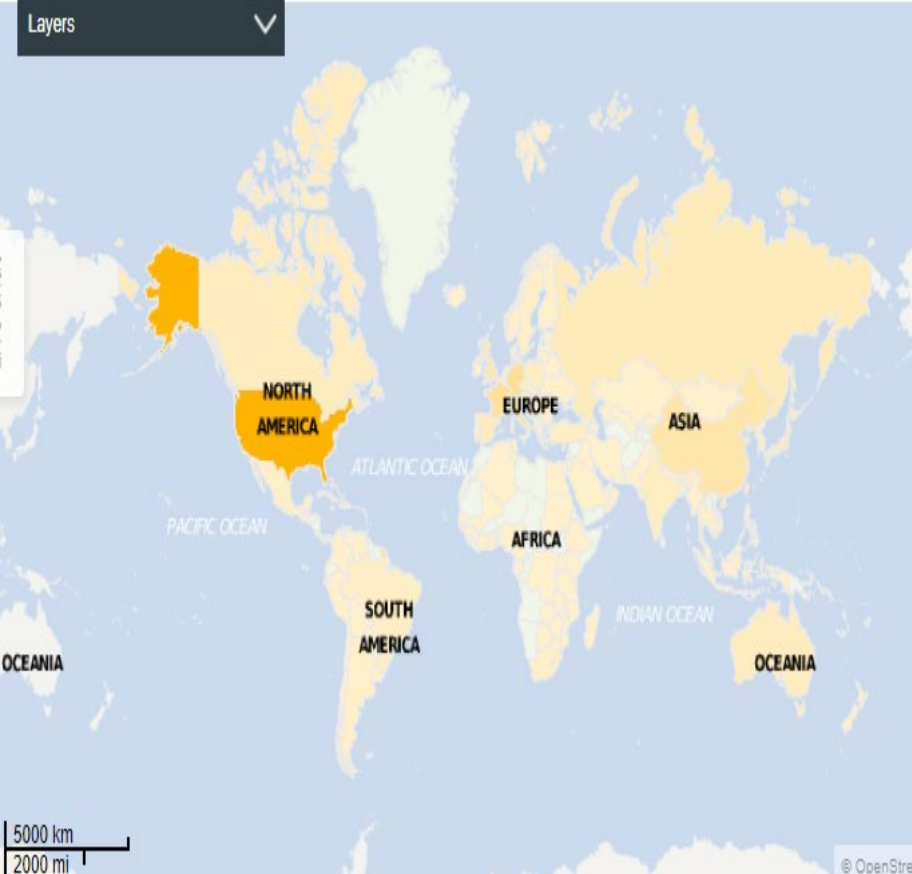 Layers
NORTH
AMERICA
EUROPE
ASIA
ATLANTIC OCEAN
PACIFIC OCEAN
AFRICA
SOUTH
AMERICA
INDIAN OCEAN
OCEANIA
OCEANIA
5000 km
2000 mi
© OpenStre